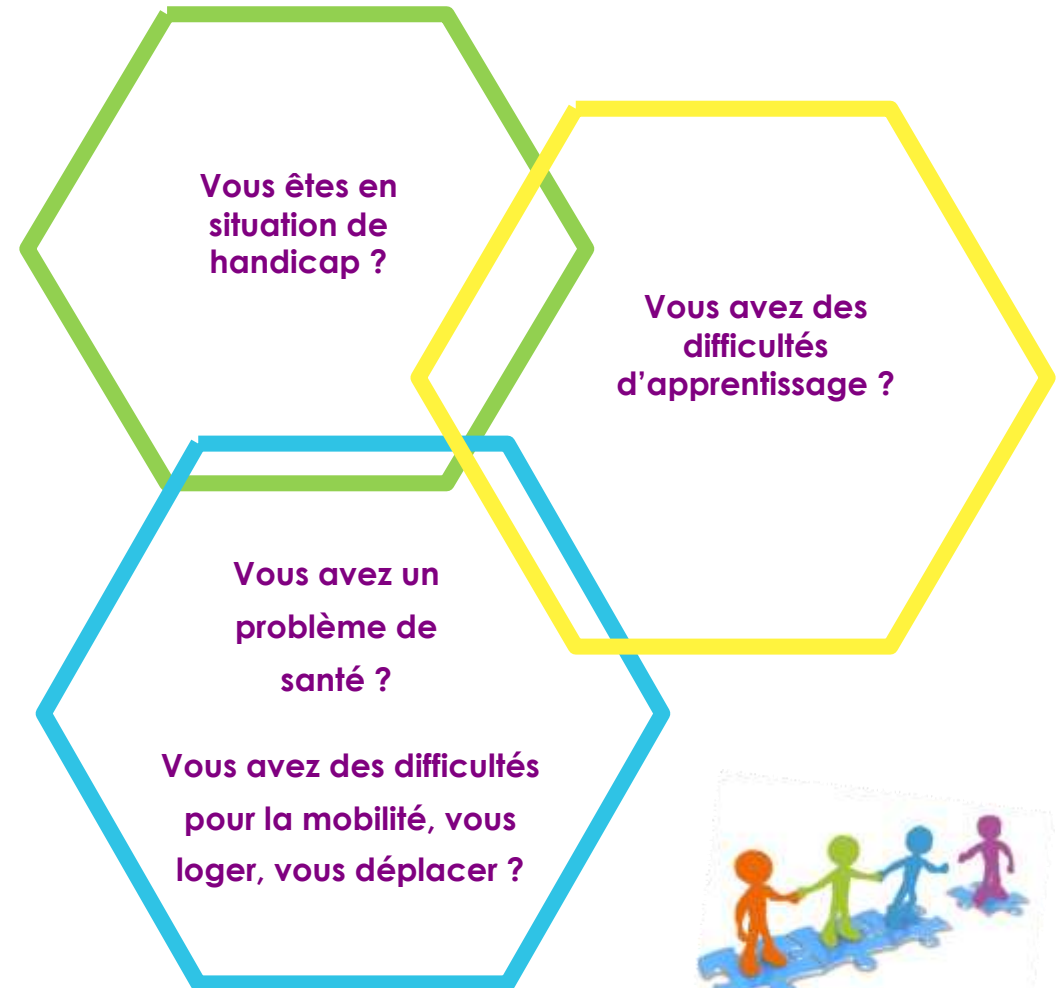 Vous êtes en
situation de
handicap ?
Vous avez des
difficultés
d’apprentissage ?
Vous avez un
problème de
santé ?
Vous avez des difficultés
pour la mobilité, vous
loger, vous déplacer ?